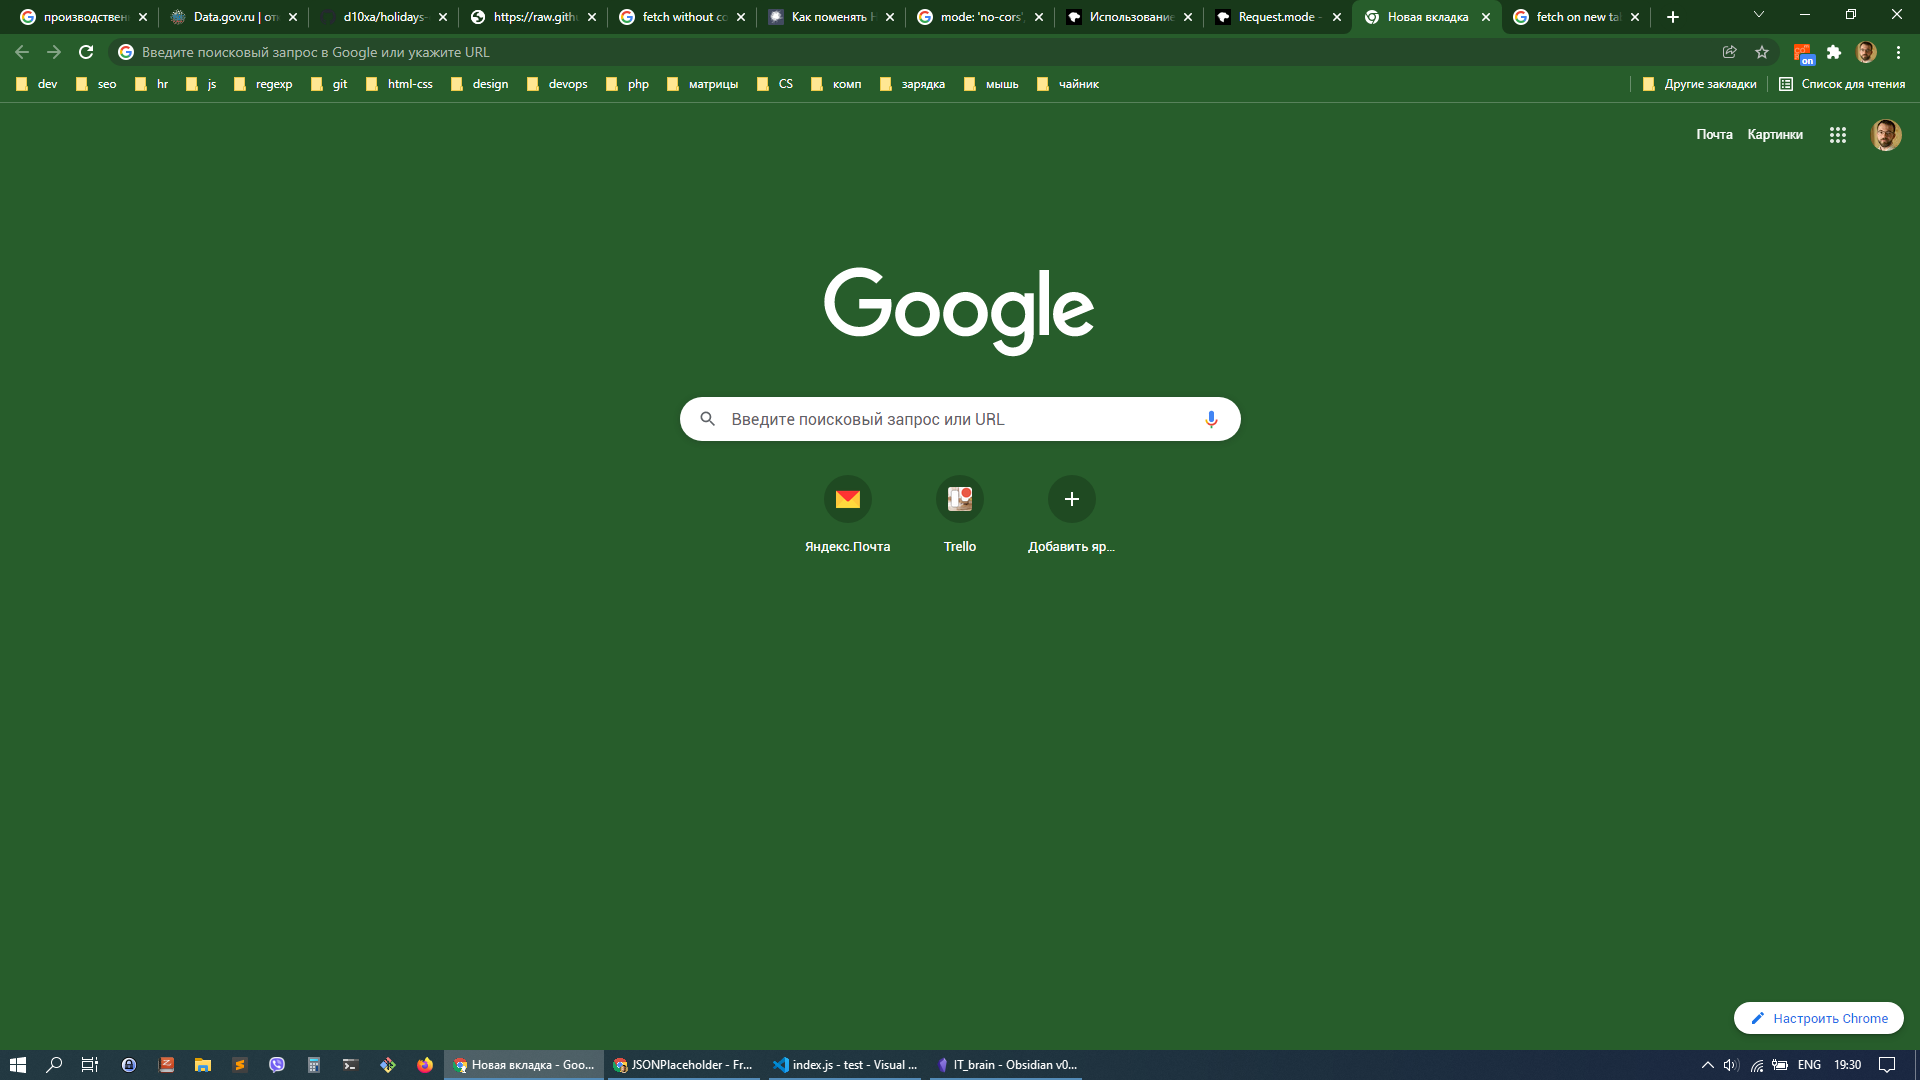 производствен
Data.gov.ru | от
d10xa/holidays-
https://raw.gith
fetch without co
Как поменять H
mode: 'no-cors',
Использование
Request.mode -
Новая вкладка
fetch on new ta
Введите поисковый запрос в Google или укажите URL
on
dev
seo
hr
js
regexp
git
html-css
design
devops
php
матрицы
CS
комп
зарядка
мышь
чайник
Другие закладки
Список для чтения
Почта
Картинки
Google
Введите поисковый запрос или URL
Яндекс.Почта
Trello
Добавить яр...
Настроить Chrome
Новая вкладка - Goo...
JSONPlaceholder - Fr...
index.js - test - Visual ...
IT_brain - Obsidian v0...
ENG
19:30